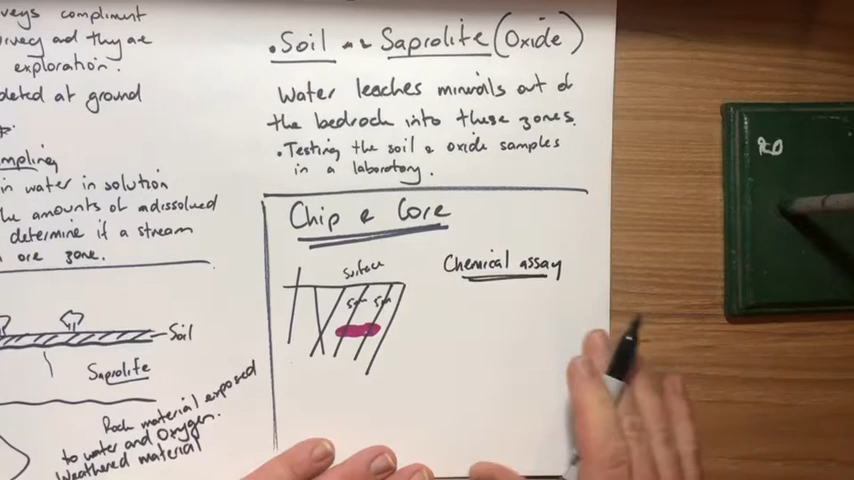 veys compliment
rvey and they are
exploration.
pleted at ground
mpling
in water in solution
he amounts of
dissolved
determine if a stream
ore zone.
Soil
Saprolite
Rock material exposed
to water and Oxygen.
Weathered material
• Soil & Saprolite (Oxide)
Water leaches minerals out of
the bedrock into these zones.
• Testing the soil & oxide samples
in a laboratory.
Chip & Core
surface
5m 5m
Chemical assay